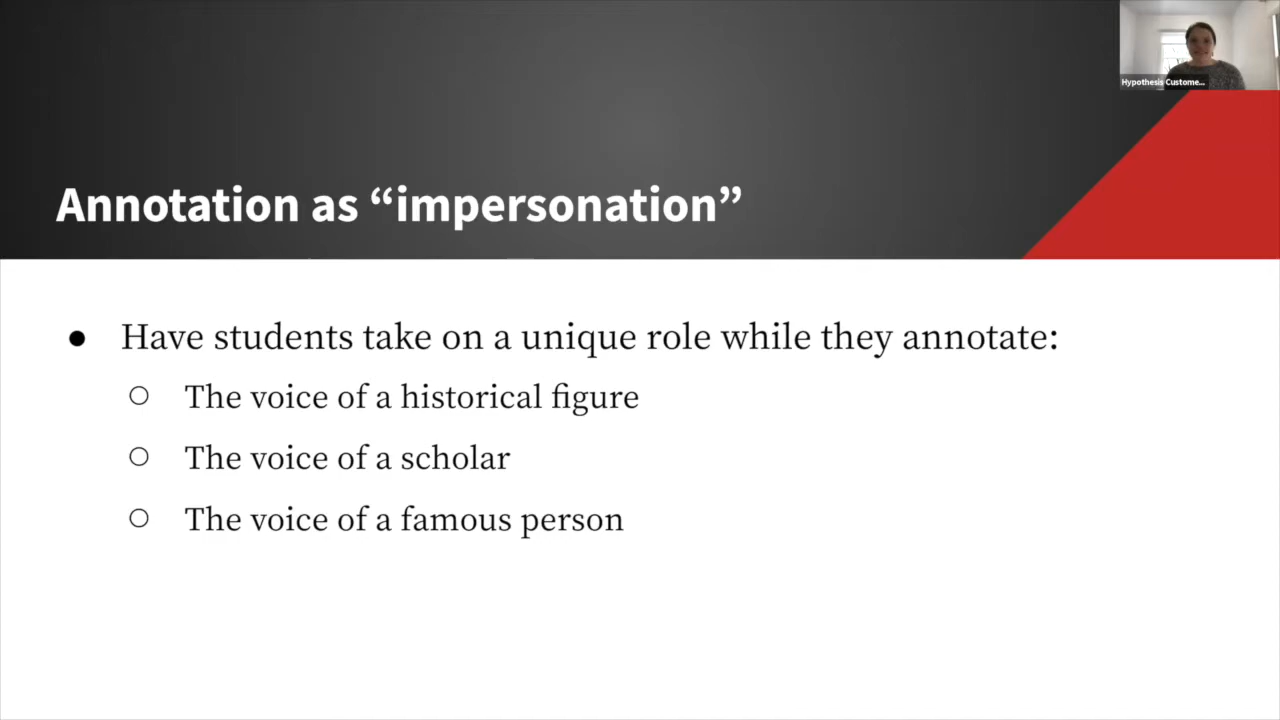 Hypothesis Custome...
Annotation as “impersonation”
● Have students take on a unique role while they annotate:
○ The voice of a historical figure
○ The voice of a scholar
○ The voice of a famous person